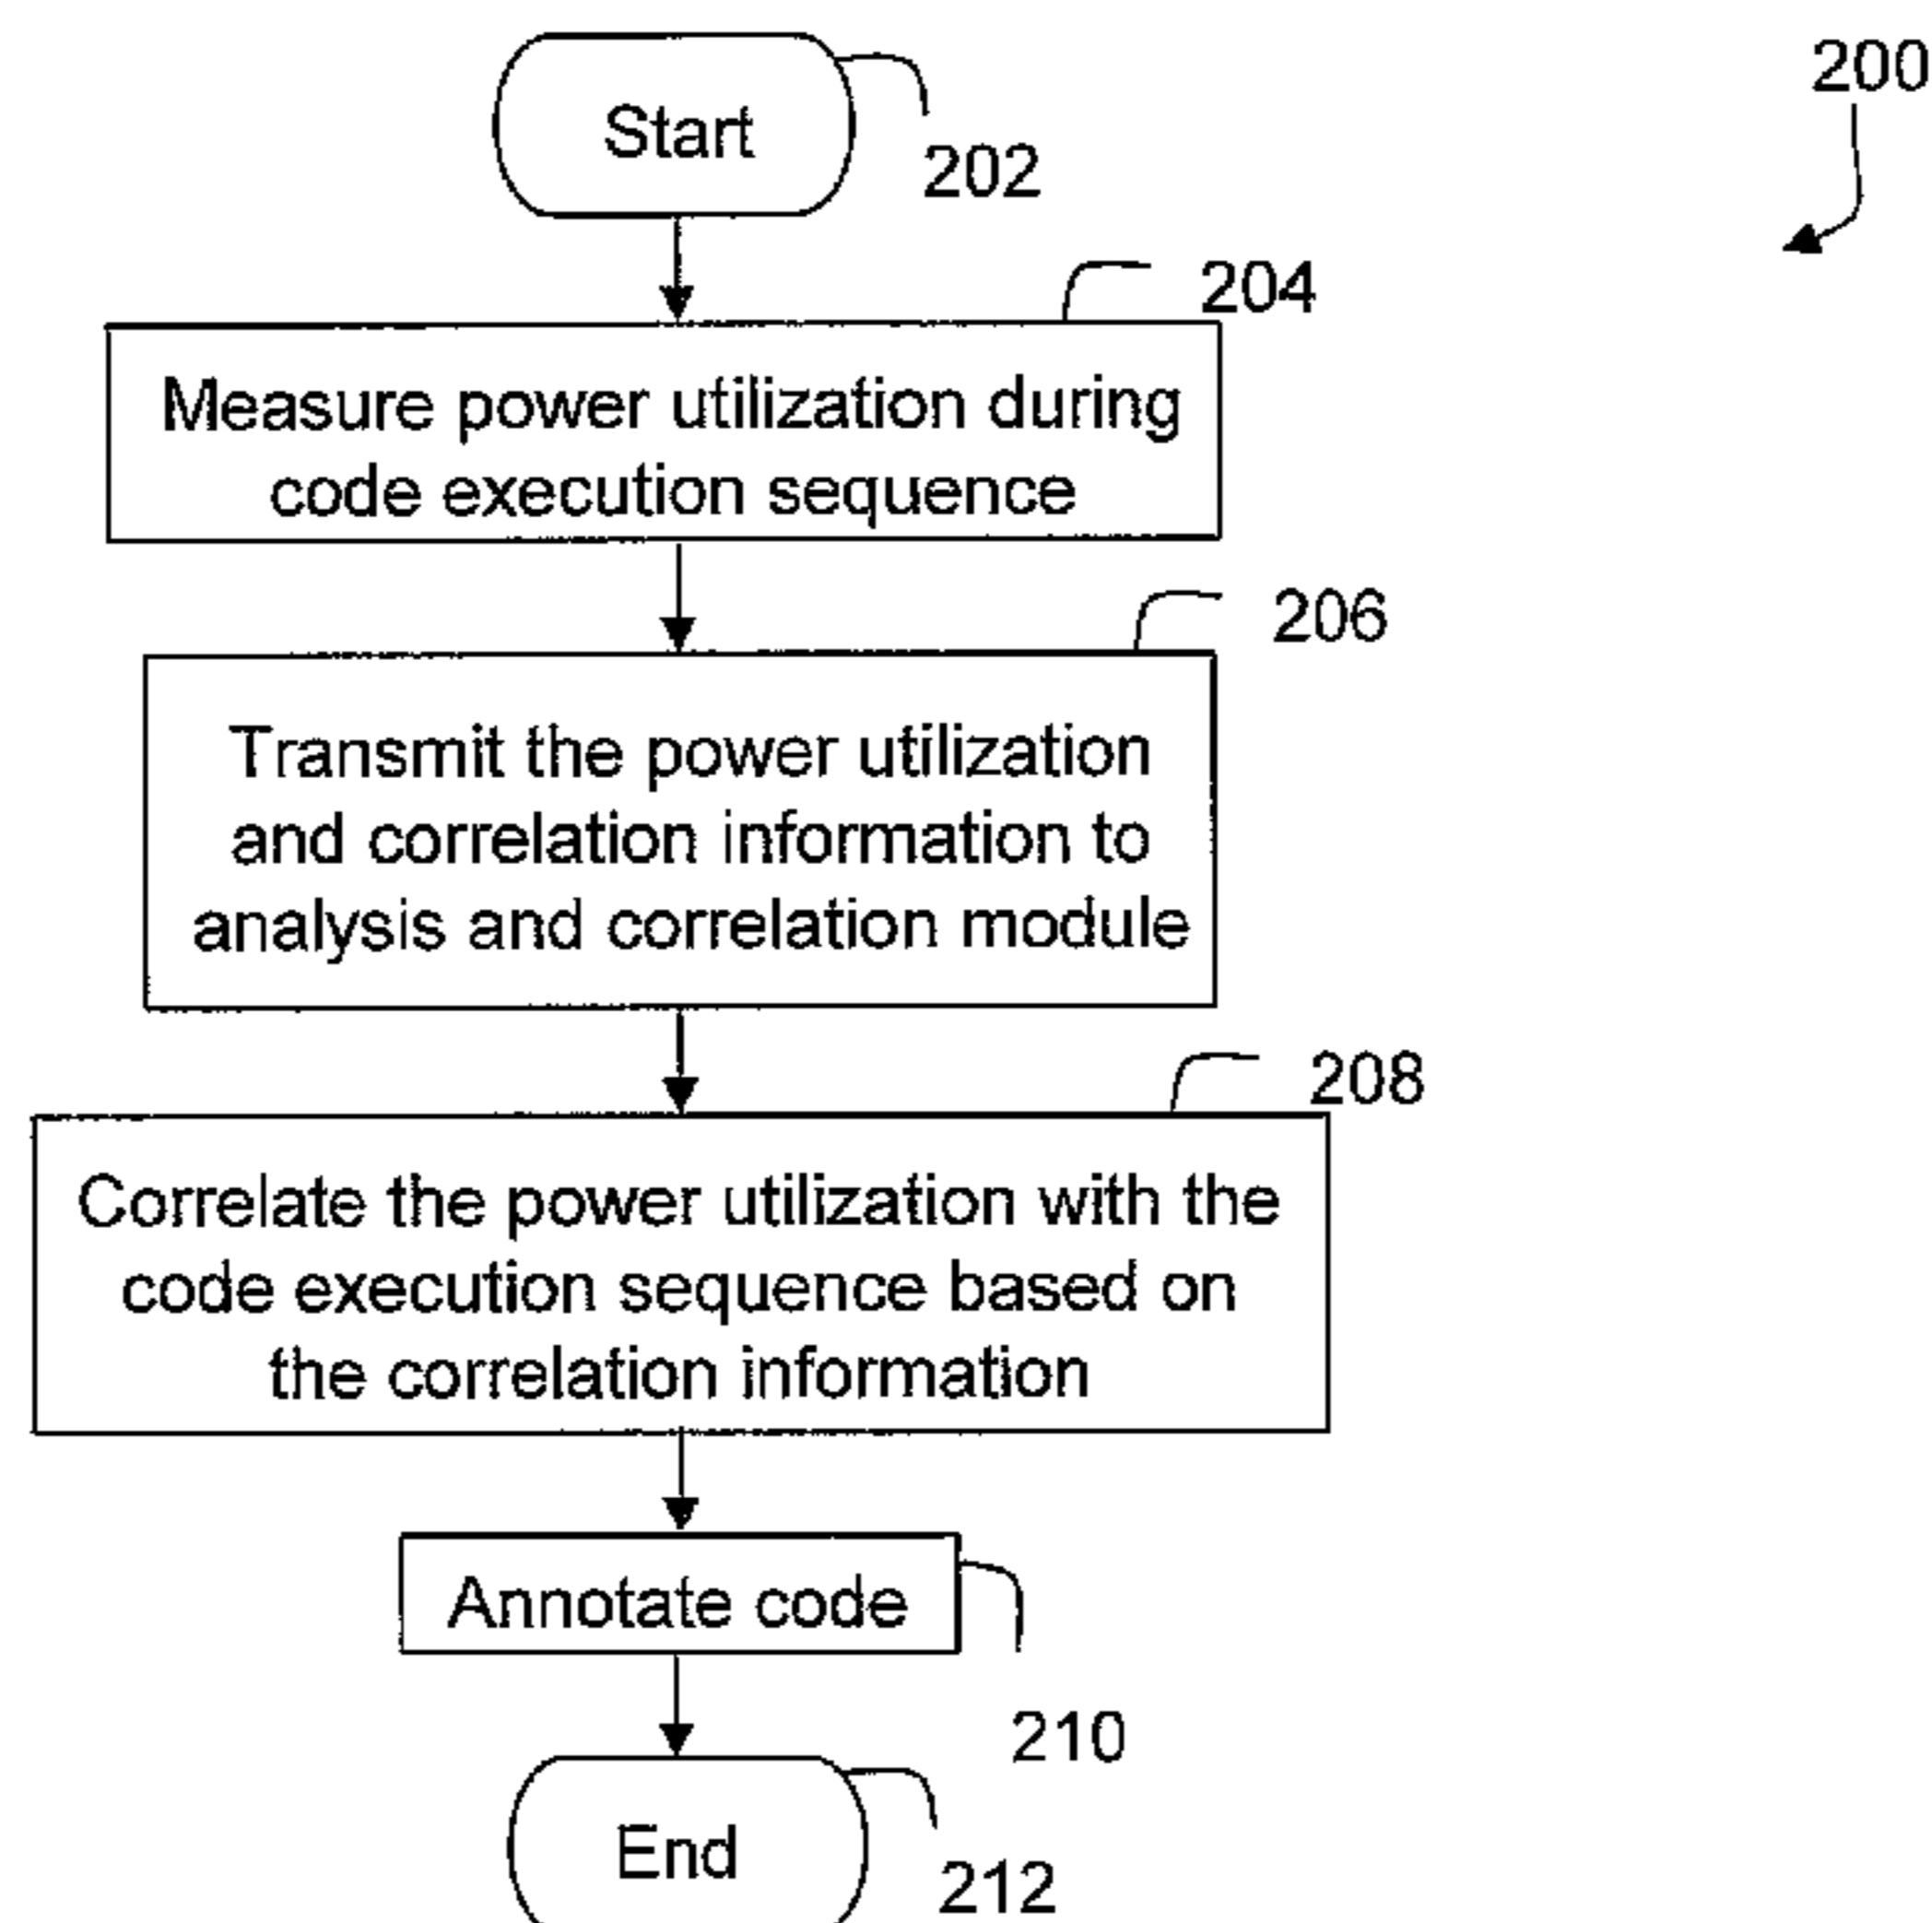 200
Start
202
204
Measure power utilization during
code execution sequence
206
Transmit the power utilization
and correlation information to
analysis and correlation module
208
Correlate the power utilization with the
code execution sequence based on
the correlation information
Annotate code
210
End
212